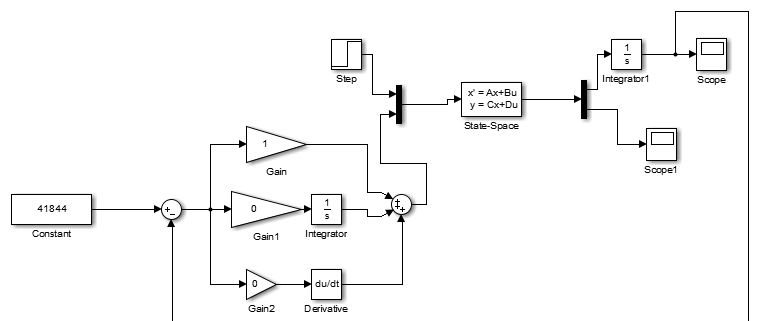 Step
x' = Ax+Bu
y = Cx+Du
State-Space
1
s
Integrator1
Scope
Scope1
1
Gain
41844
Constant
+
−
0
Gain1
1
s
Integrator
+
+
+
0
Gain2
du/dt
Derivative